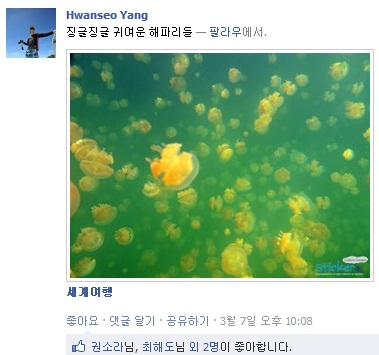 Hwanseo Yang
징글징글 귀여운 해파리들 — 팔라우에서.
Sticker
세계여행
좋아요 · 댓글 달기 · 공유하기 · 3월 7일 오후 10:08
권소라님, 최해도님 외 2명이 좋아합니다.